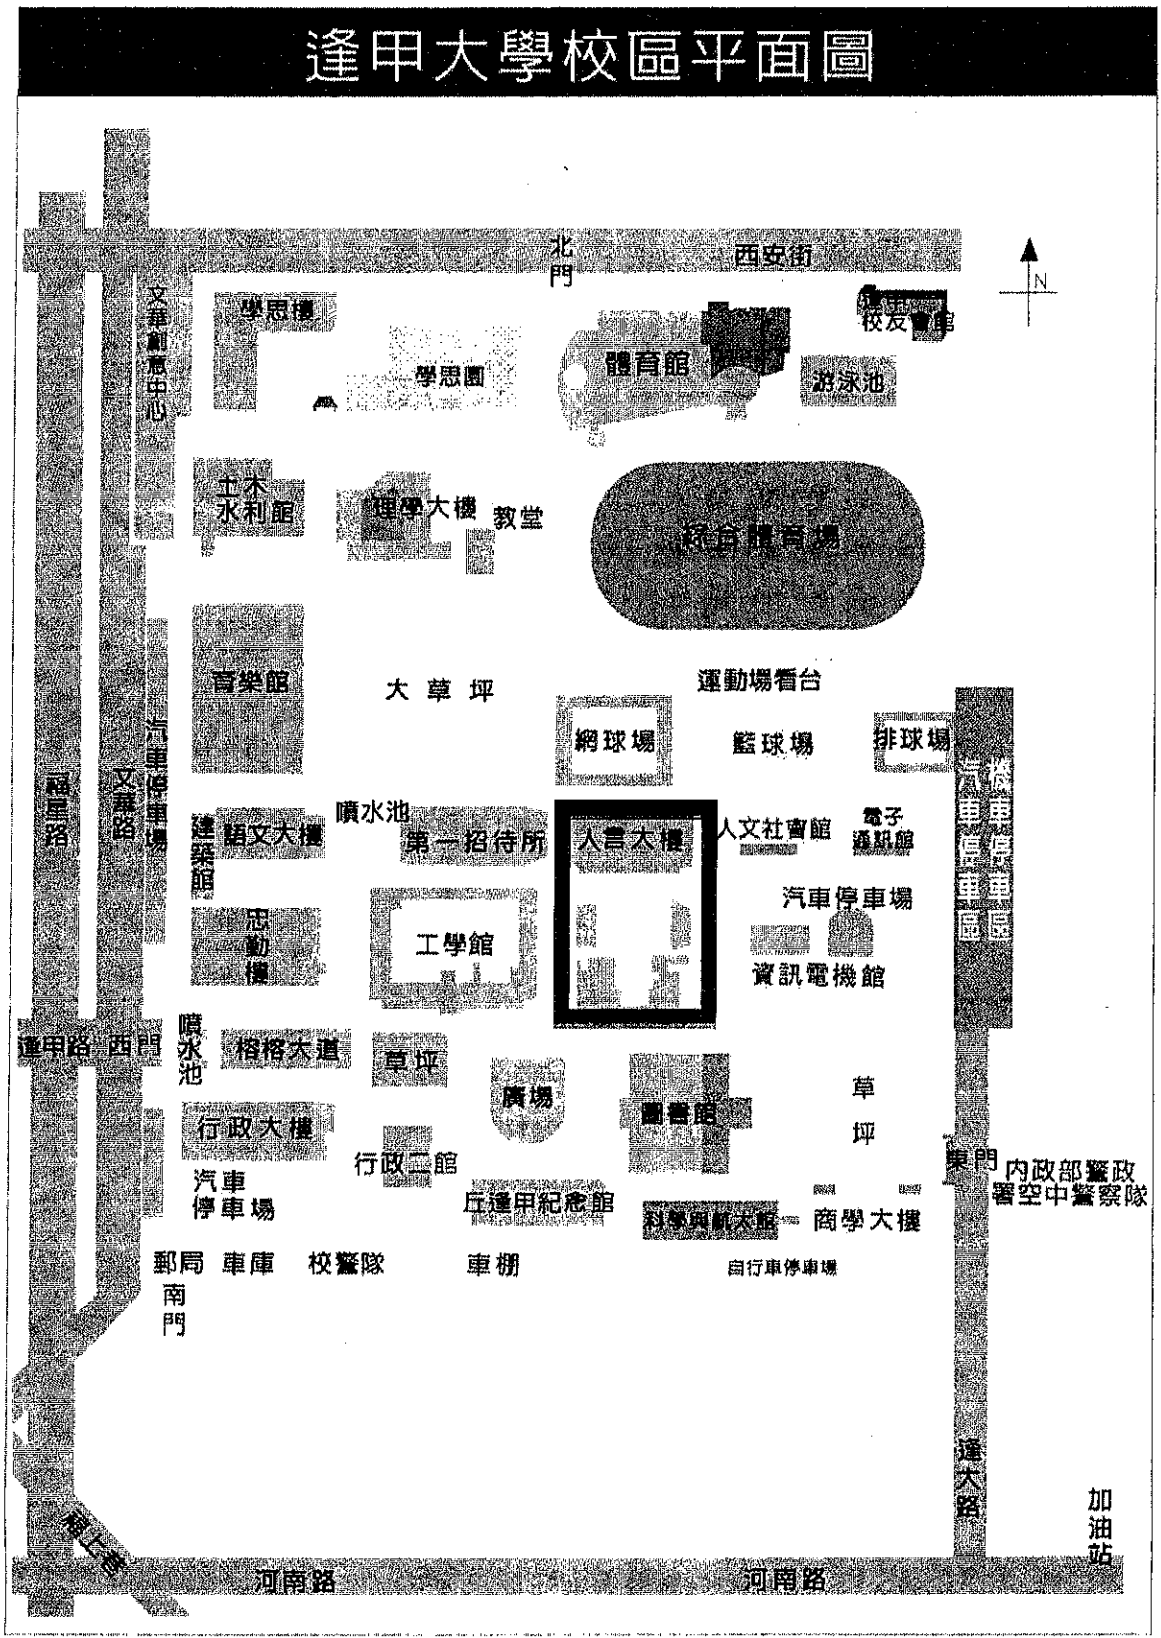 逢甲大學校區平面圖
北門
西安街
N
文華創意中心
學思樓
學思園
體育館
逢甲
校友會館
游泳池
土木
水利館
理學大樓
教堂
綜合體育場
育樂館
大草坪
運動場看台
網球場
籃球場
排球場
福星路
文華路
汽車停車場
汽車停車區
機車停車區
建築館
語文大樓
噴水池
第一招待所
人言大樓
人文社會館
電子
通訊館
忠勤樓
工學館
汽車停車場
資訊電機館
逢甲路
西門
噴水池
榕榕大道
草坪
廣場
圖書館
草坪
行政大樓
行政二館
汽車
停車場
丘逢甲紀念館
科學與航太館
商學大樓
東門
內政部警政
署空中警察隊
郵局
車庫
校警隊
車棚
自行車停車場
南門
逢大路
加油站
福上巷
河南路
河南路